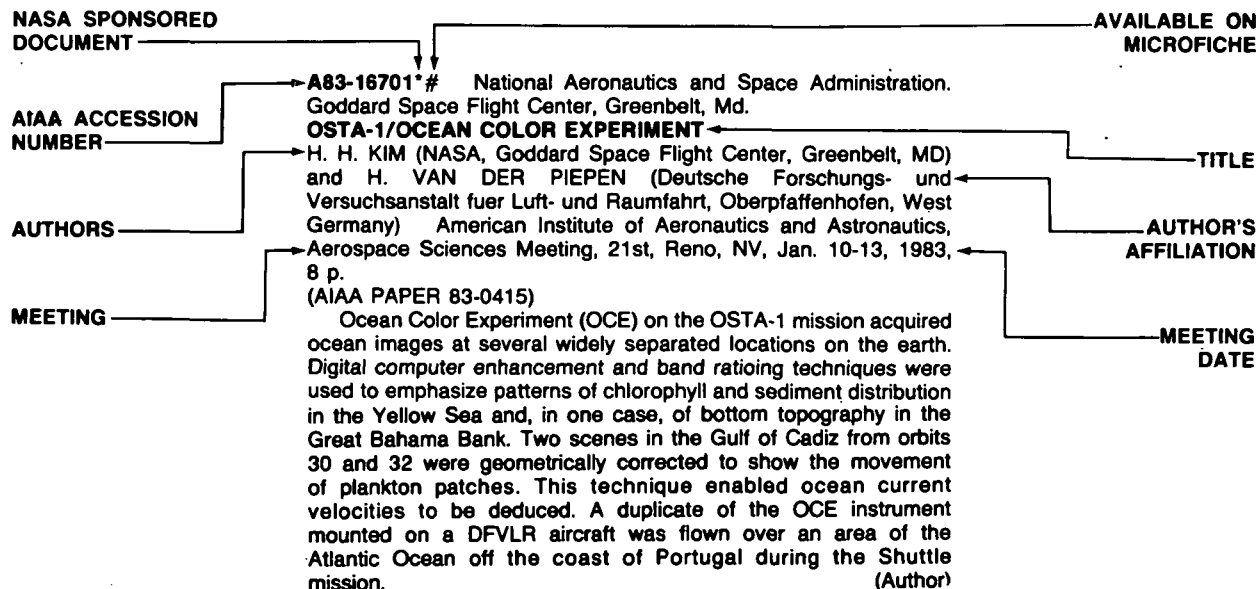 NASA SPONSORED
DOCUMENT
AVAILABLE ON
MICROFICHE
A83-16701*# National Aeronautics and Space Administration.
Goddard Space Flight Center, Greenbelt, Md.
AIAA ACCESSION
NUMBER
OSTA-1/OCEAN COLOR EXPERIMENT
TITLE
H. H. KIM (NASA, Goddard Space Flight Center, Greenbelt, MD)
and H. VAN DER PIEPEN (Deutsche Forschungs- und
Versuchsanstalt fuer Luft- und Raumfahrt, Oberpfaffenhofen, West
Germany) American Institute of Aeronautics and Astronautics,
AUTHORS
AUTHOR'S
AFFILIATION
Aerospace Sciences Meeting, 21st, Reno, NV, Jan. 10-13, 1983,
8 p.
(AIAA PAPER 83-0415)
MEETING
MEETING
DATE
Ocean Color Experiment (OCE) on the OSTA-1 mission acquired
ocean images at several widely separated locations on the earth.
Digital computer enhancement and band ratioing techniques were
used to emphasize patterns of chlorophyll and sediment distribution
in the Yellow Sea and, in one case, of bottom topography in the
Great Bahama Bank. Two scenes in the Gulf of Cadiz from orbits
30 and 32 were geometrically corrected to show the movement
of plankton patches. This technique enabled ocean current
velocities to be deduced. A duplicate of the OCE instrument
mounted on a DFVLR aircraft was flown over an area of the
Atlantic Ocean off the coast of Portugal during the Shuttle
mission. (Author)